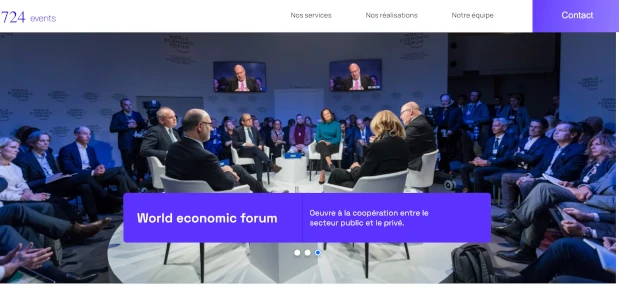 724 events
Nos services
Nos réalisations
Notre équipe
Contact
World economic forum
Oeuvre à la coopération entre le
secteur public et le privé.